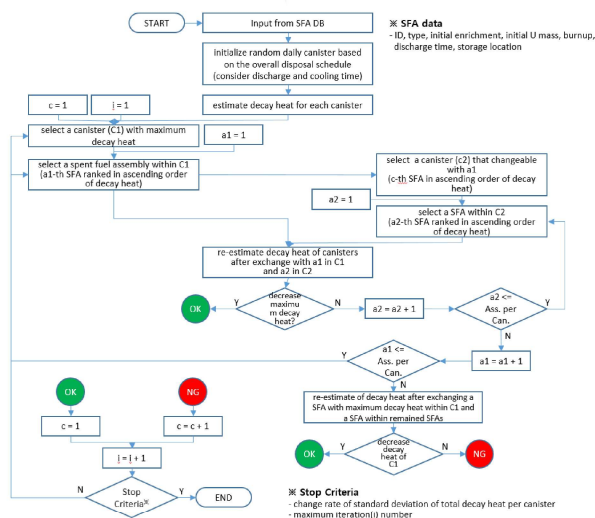 START
Input from SFA DB
※ SFA data
- ID, type, initial enrichment, initial U mass, burnup,
discharge time, storage location
Initialize random daily canister based
on the overall disposal schedule
(consider discharge and cooling time)
c = 1
i = 1
estimate decay heat for each canister
select a canister (C1) with maximum
decay heat
a1 = 1
select a spent fuel assembly within C1
(a1-th SFA ranked in ascending order
of decay heat)
select a canister (c2) that changeable
with a1
(c-th SFA in ascending order of decay
heat)
a2 = 1
select a SFA within C2
(a2-th SFA ranked in ascending order
of decay heat)
re-estimate decay heat of canisters
after exchange with a1 in C1
and a2 in C2
OK
Y
decrease
maximu
m decay
heat?
N
a2 = a2 + 1
a2 <=
Ass. per
Can.
Y
N
a1 = a1 + 1
Y
a1 <=
Ass. per
Can.
N
re-estimate of decay heat after exchanging a
SFA with maximum decay heat within C1 and
a SFA within remained SFAs
OK
Y
decrease
decay
heat of
C1
N
NG
OK
NG
c = 1
c = c + 1
i = i + 1
N
Stop
Criteria※
Y
END
※ Stop Criteria
- change rate of standard deviation of total decay heat per canister
- maximum iteration(i) number